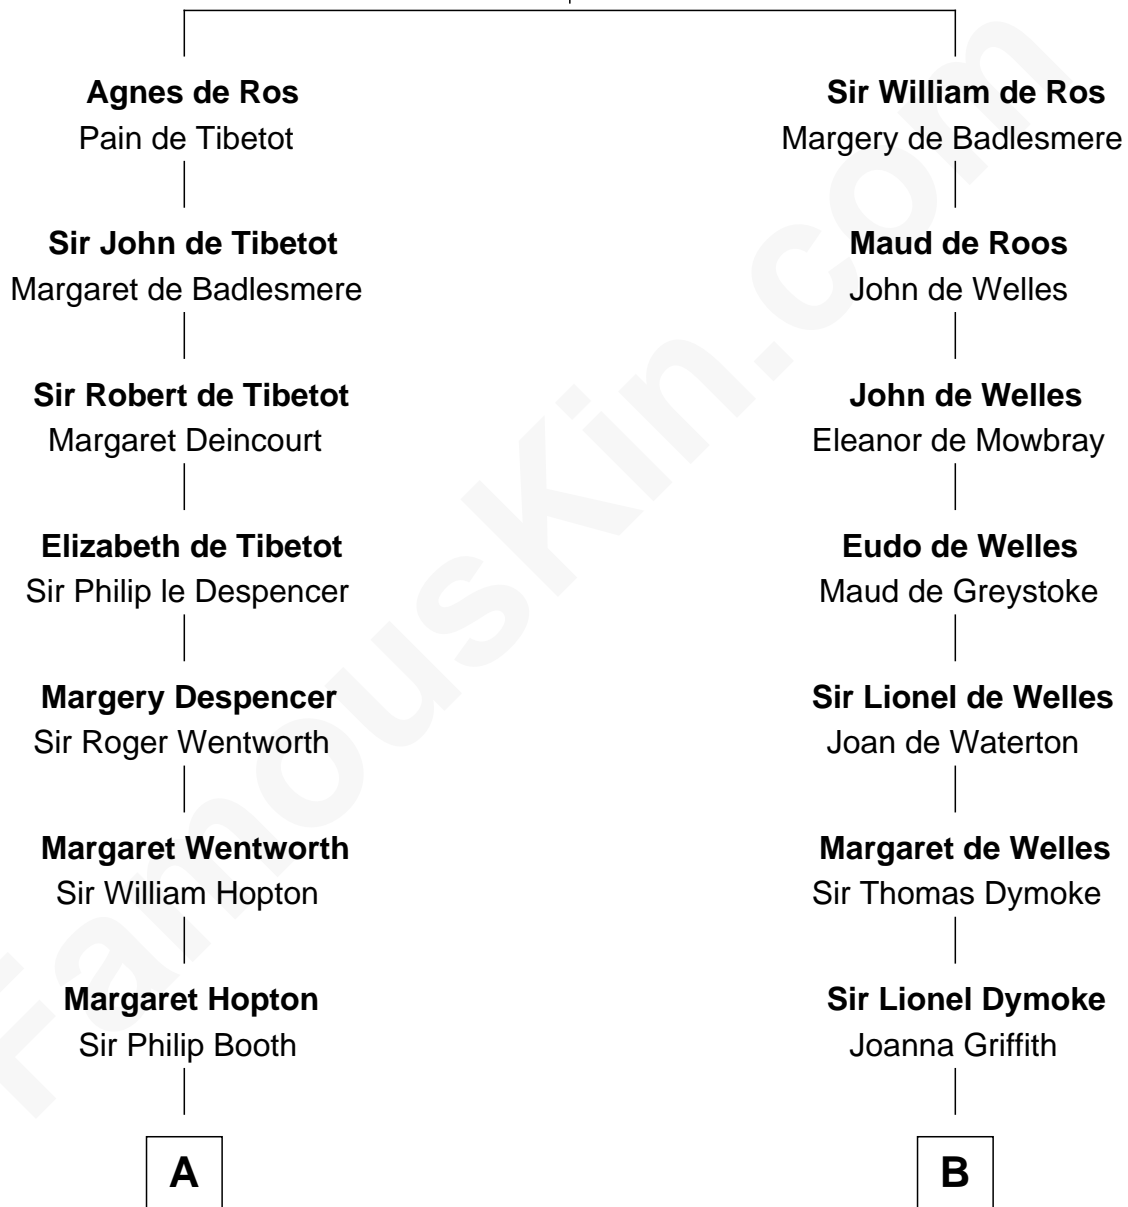 Agnes de Ros
Pain de Tibetot
Sir William de Ros
Margery de Badlesmere
Sir John de Tibetot
Margaret de Badlesmere
Maud de Roos
John de Welles
Sir Robert de Tibetot
Margaret Deincourt
John de Welles
Eleanor de Mowbray
Elizabeth de Tibetot
Sir Philip le Despencer
Eudo de Welles
Maud de Greystoke
Margery Despencer
Sir Roger Wentworth
Sir Lionel de Welles
Joan de Waterton
Margaret Wentworth
Sir William Hopton
Margaret de Welles
Sir Thomas Dymoke
Margaret Hopton
Sir Philip Booth
Sir Lionel Dymoke
Joanna Griffith
A
B
FamousKin.com